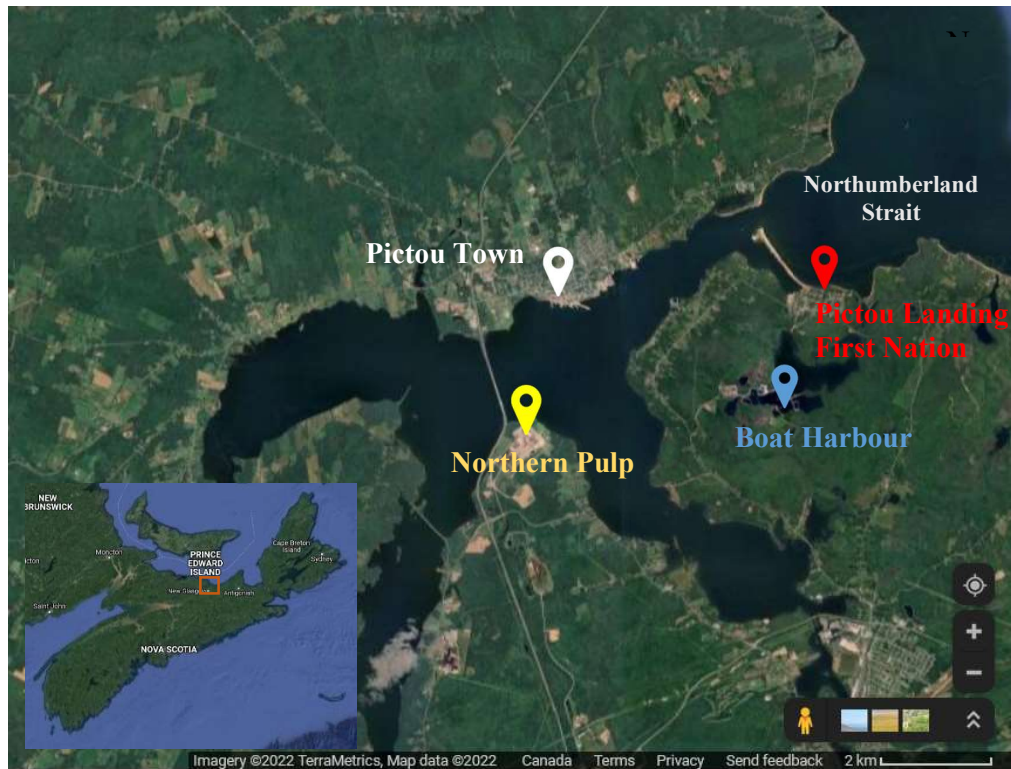 Northumberland
Strait
Pictou Town
Pictou Landing
First Nation
Boat Harbour
Northern Pulp
NEW
BRUNSWICK
PRINCE
EDWARD
ISLAND
Moncton
Cape Breton
Island
Sydney
New Glasgow
Antigonish
Saint John
NOVA SCOTIA
Imagery ©2022 TerraMetrics, Map data ©2022 Canada Terms Privacy Send feedback 2 km